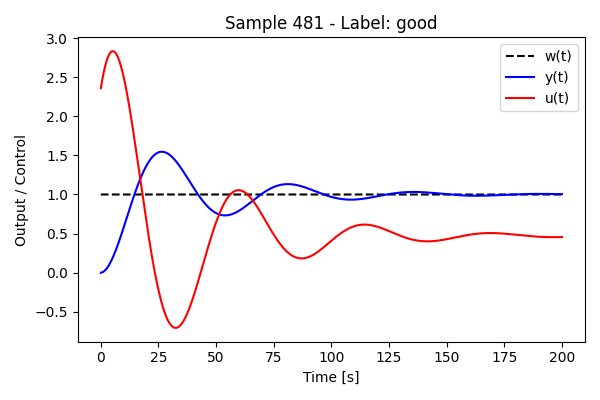 Sample 481 - Label: good
3.0
2.5
2.0
1.5
1.0
0.5
0.0
−0.5
Output / Control
w(t)
y(t)
u(t)
0 25 50 75 100 125 150 175 200
Time [s]